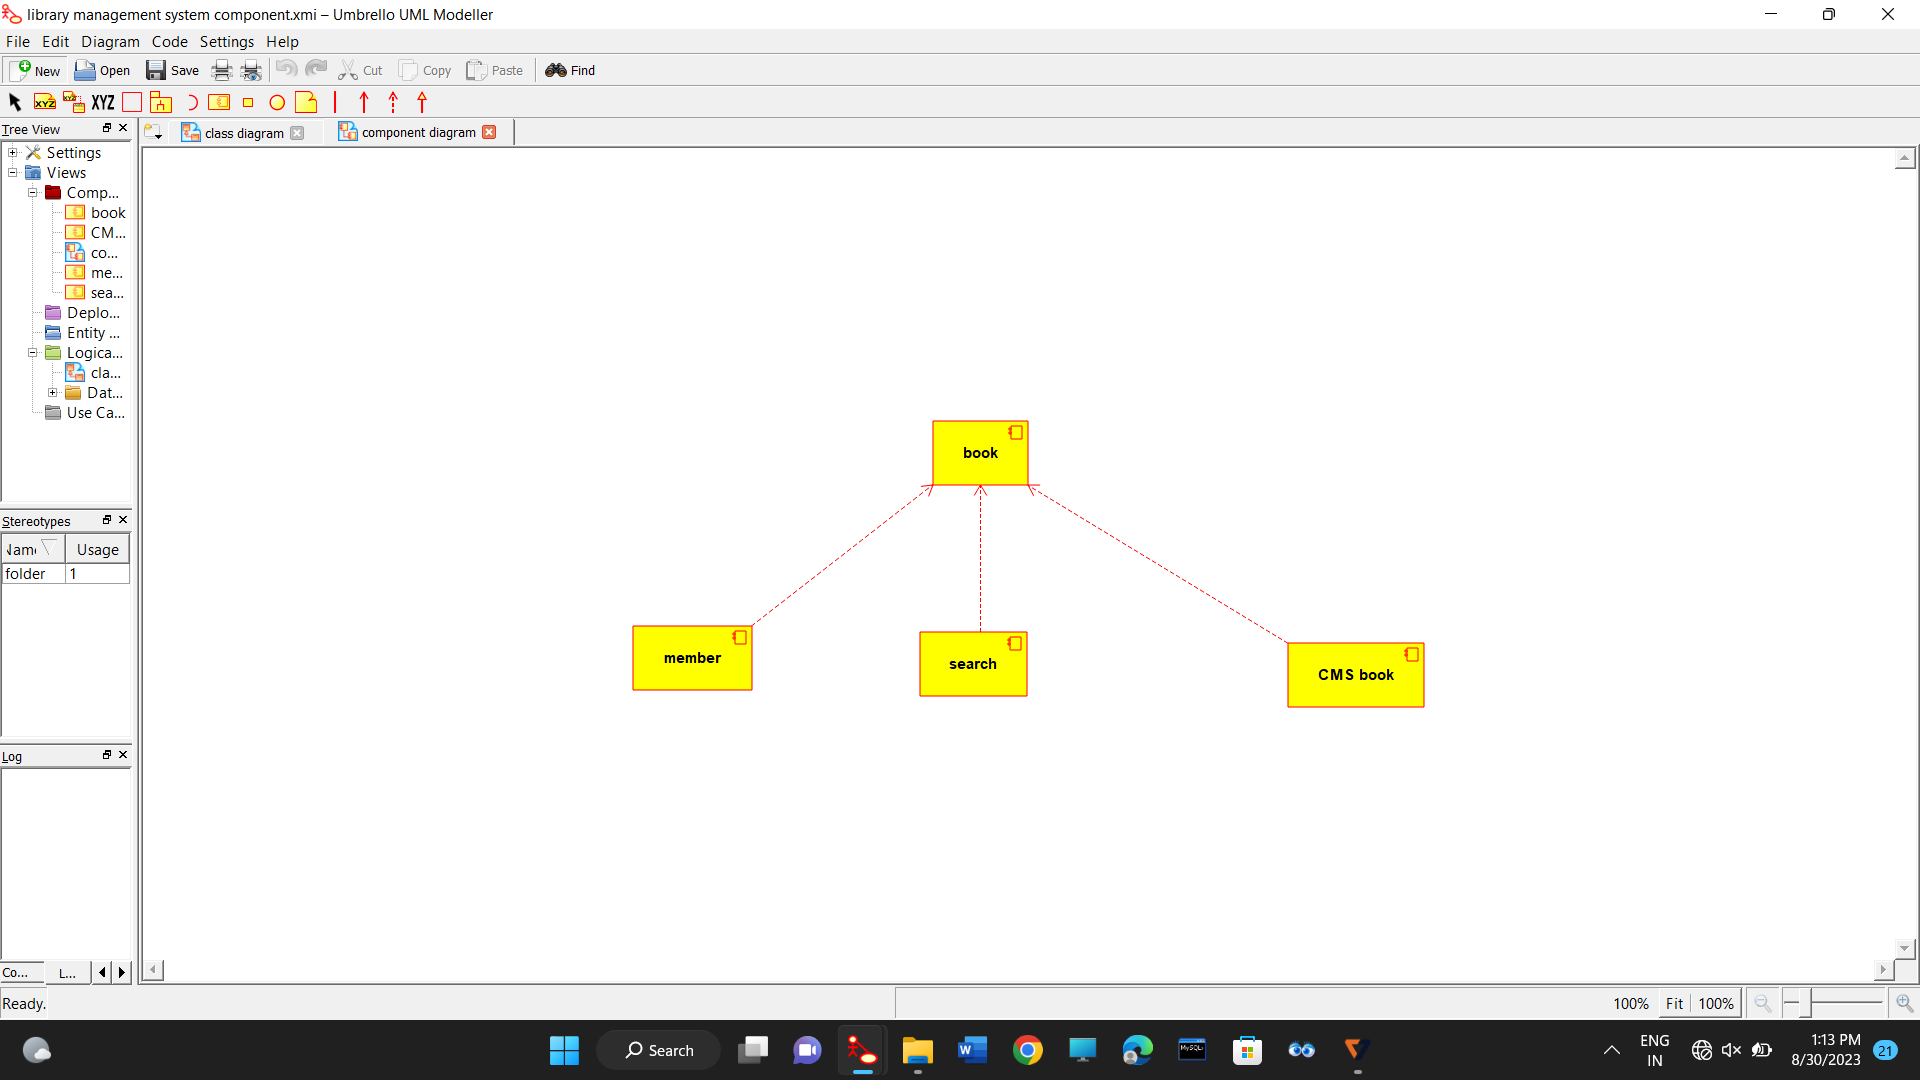 library management system component.xmi – Umbrello UML Modeller
File Edit Diagram Code Settings Help
New Open Save Cut Copy Paste Find
XYZ XYZ XYZ
Tree View
class diagram component diagram
Settings
Views
Comp...
book
CM...
co...
me...
sea...
Deplo...
Entity ...
Logica...
cla...
Dat...
Use Ca...
book
member
search
CMS book
Stereotypes
Usage
folder 1
Log
Co... L...
Ready.
100% Fit 100%
Search
MySQL
ENG
IN
1:13 PM
8/30/2023
21